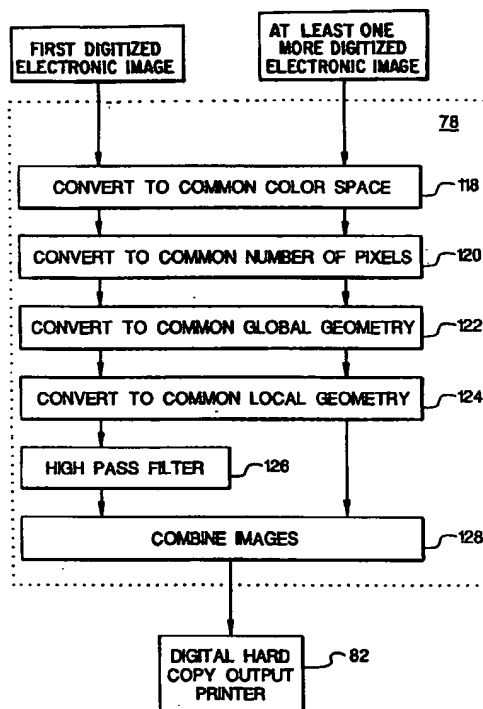 FIRST DIGITIZED
ELECTRONIC IMAGE
AT LEAST ONE
MORE DIGITIZED
ELECTRONIC IMAGE
78
CONVERT TO COMMON COLOR SPACE
118
CONVERT TO COMMON NUMBER OF PIXELS
120
CONVERT TO COMMON GLOBAL GEOMETRY
122
CONVERT TO COMMON LOCAL GEOMETRY
124
HIGH PASS FILTER
126
COMBINE IMAGES
128
DIGITAL HARD
COPY OUTPUT
PRINTER
82